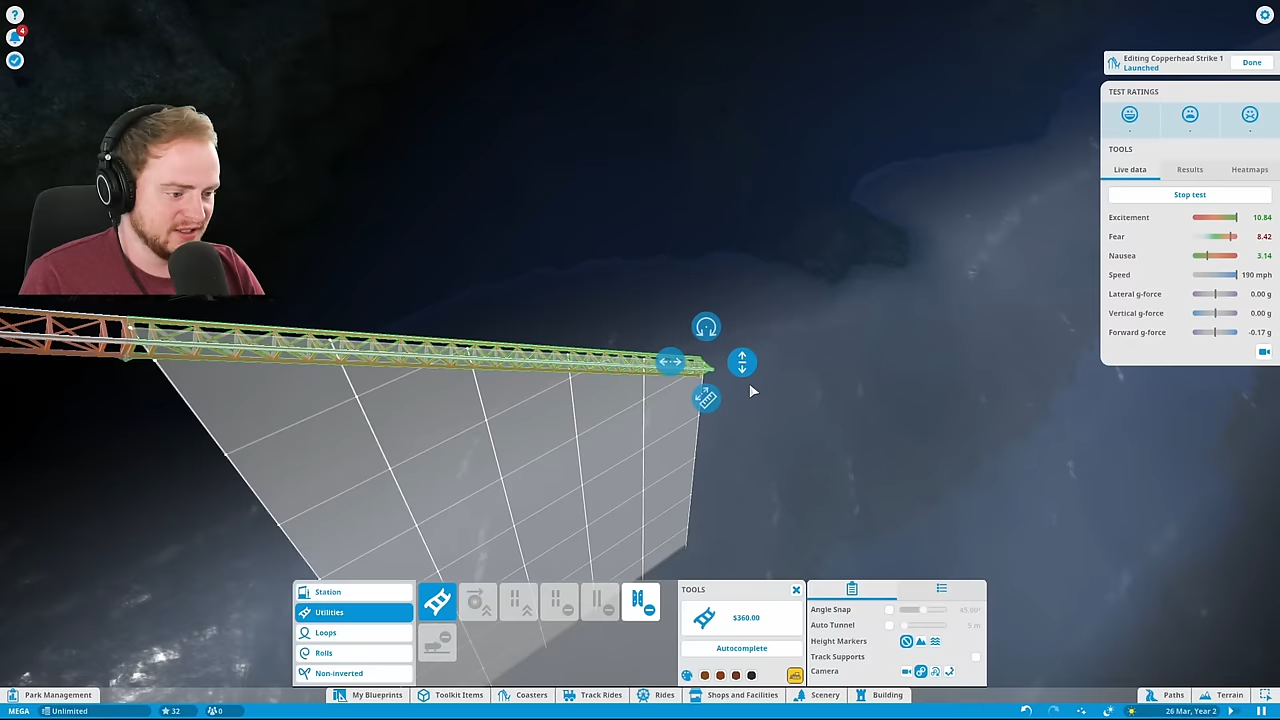 ?
4
Editing Copperhead Strike 1
Launched
Done
TEST RATINGS
-
-
-
TOOLS
Live data
Results
Heatmaps
Stop test
Excitement 10.84
Fear 8.42
Nausea 3.14
Speed 190 mph
Lateral g-force 0.00 g
Vertical g-force 0.00 g
Forward g-force -0.17 g
Station
Utilities
Loops
Rolls
Non-inverted
TOOLS
$360.00
Autocomplete
Angle Snap 45.00°
Auto Tunnel 5 m
Height Markers
Track Supports
Camera
Park Management
My Blueprints
Toolkit Items
Coasters
Track Rides
Rides
Shops and Facilities
Scenery
Building
Paths
Terrain
MEGA
Unlimited
32
0
26 Mar, Year 2